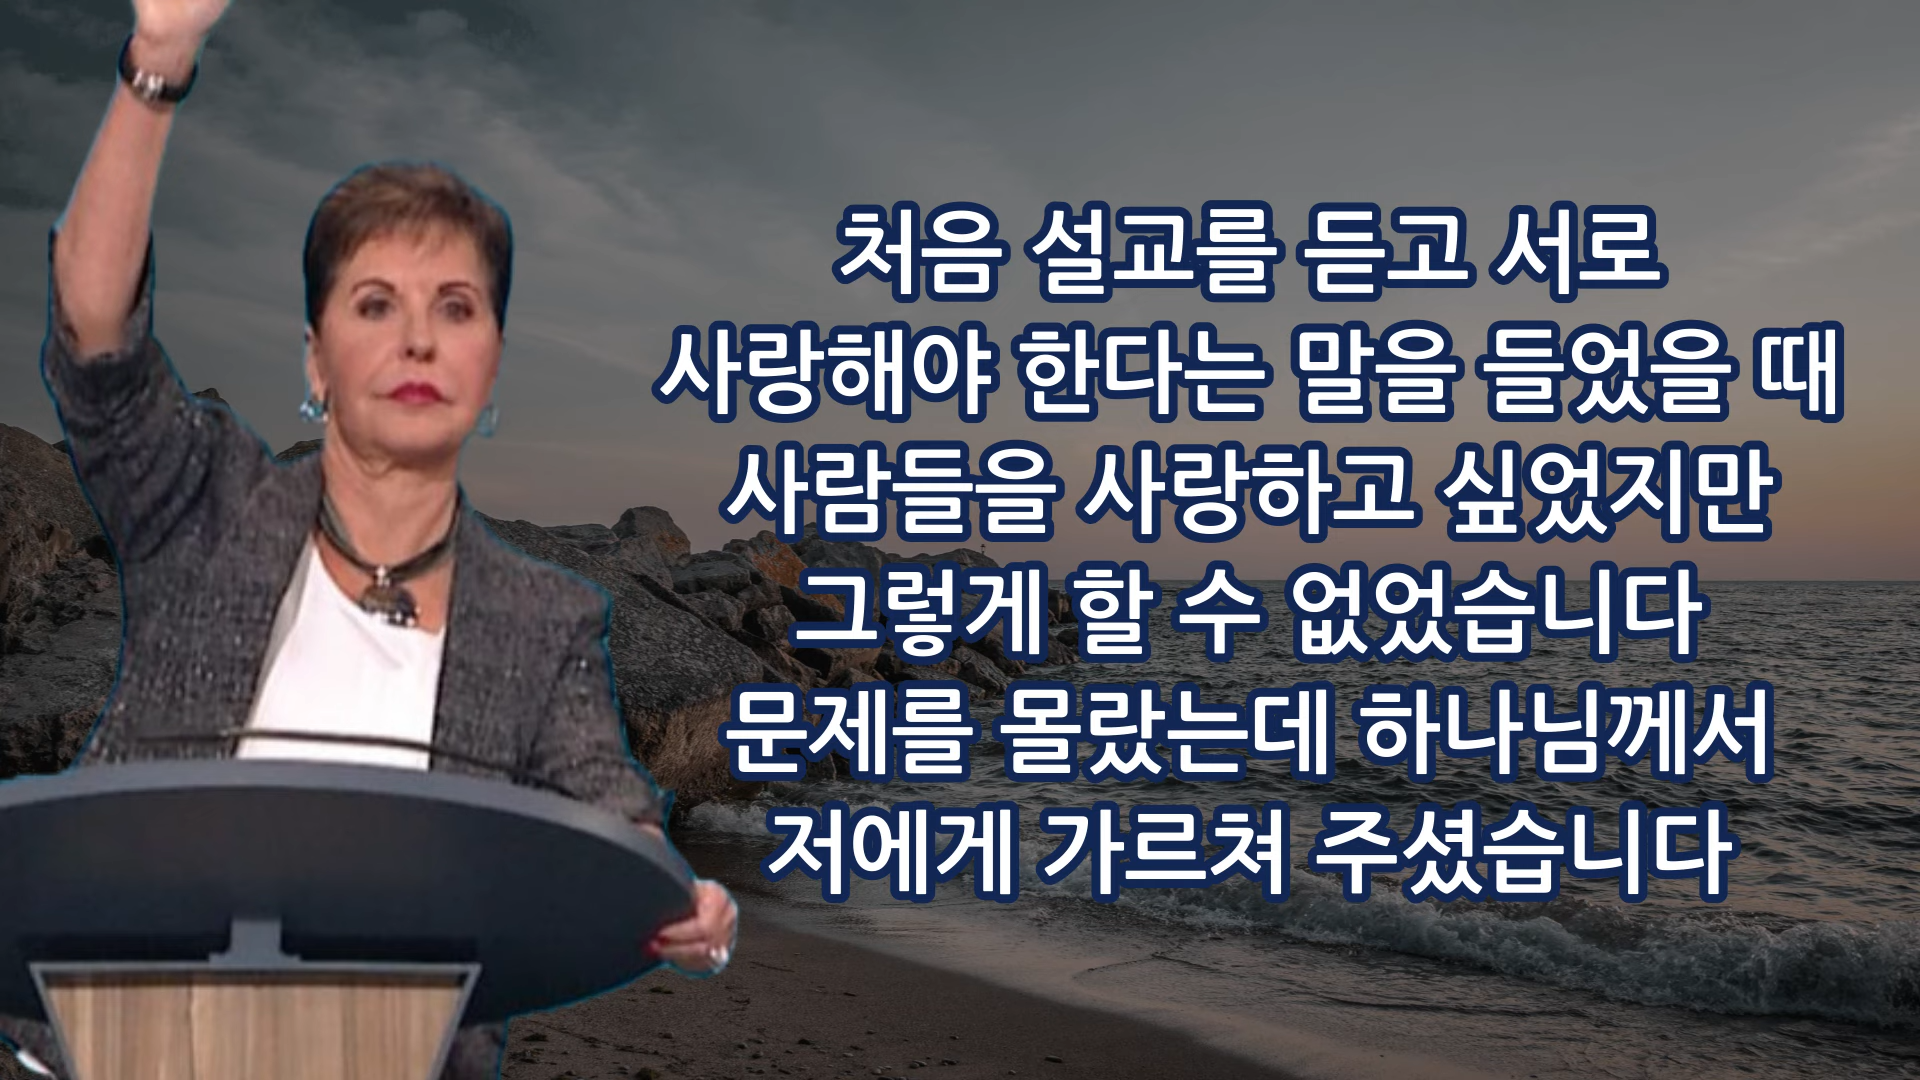 처음 설교를 듣고 서로
사랑해야 한다는 말을 들었을 때
사람들을 사랑하고 싶었지만
그렇게 할 수 없었습니다
문제를 몰랐는데 하나님께서
저에게 가르쳐 주셨습니다